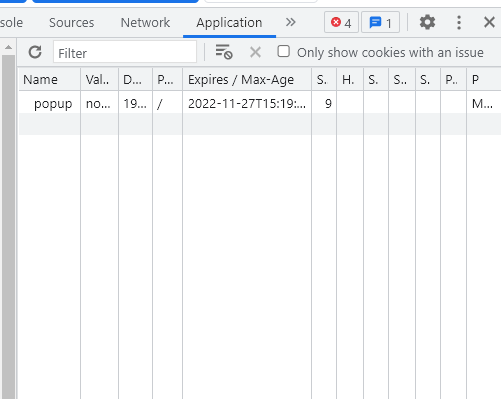 sole Sources Network Application » 4 1
Filter Only show cookies with an issue
Name Val... D... P... Expires / Max-Age S. H. S. S... S. P.. P
popup no... 19... / 2022-11-27T15:19:... 9 M...